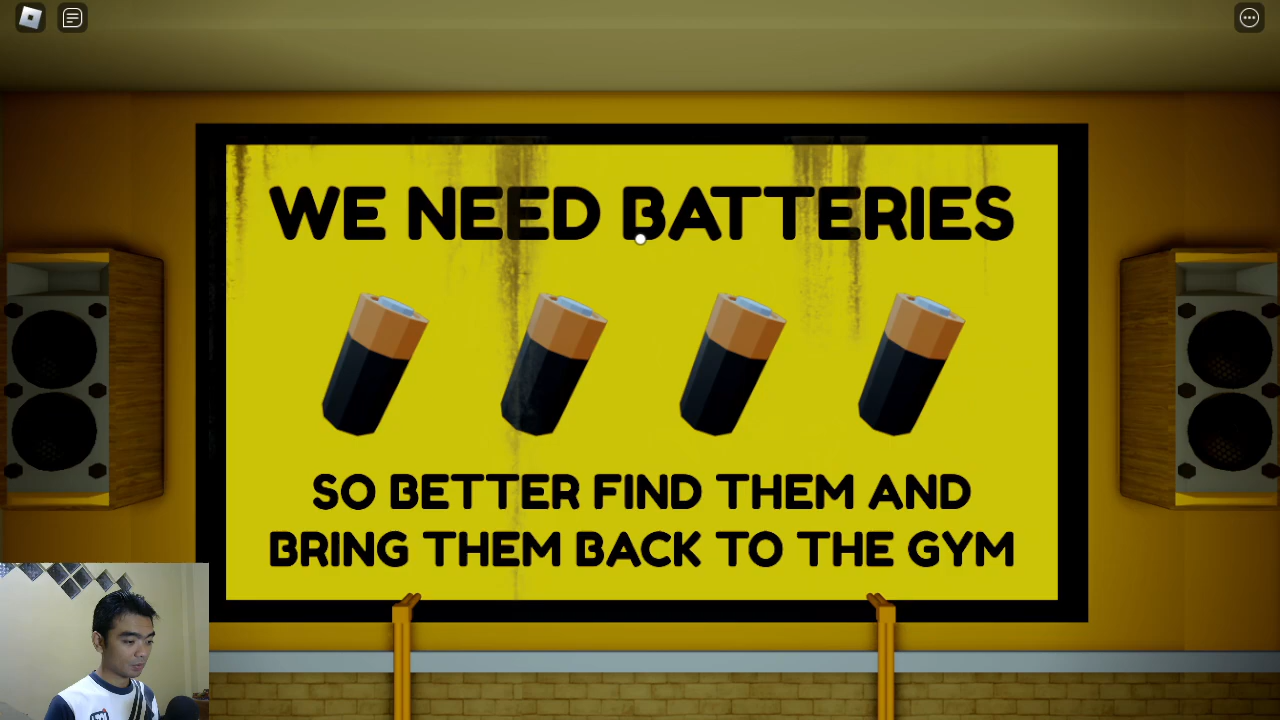 WE NEED BATTERIES
SO BETTER FIND THEM AND
BRING THEM BACK TO THE GYM